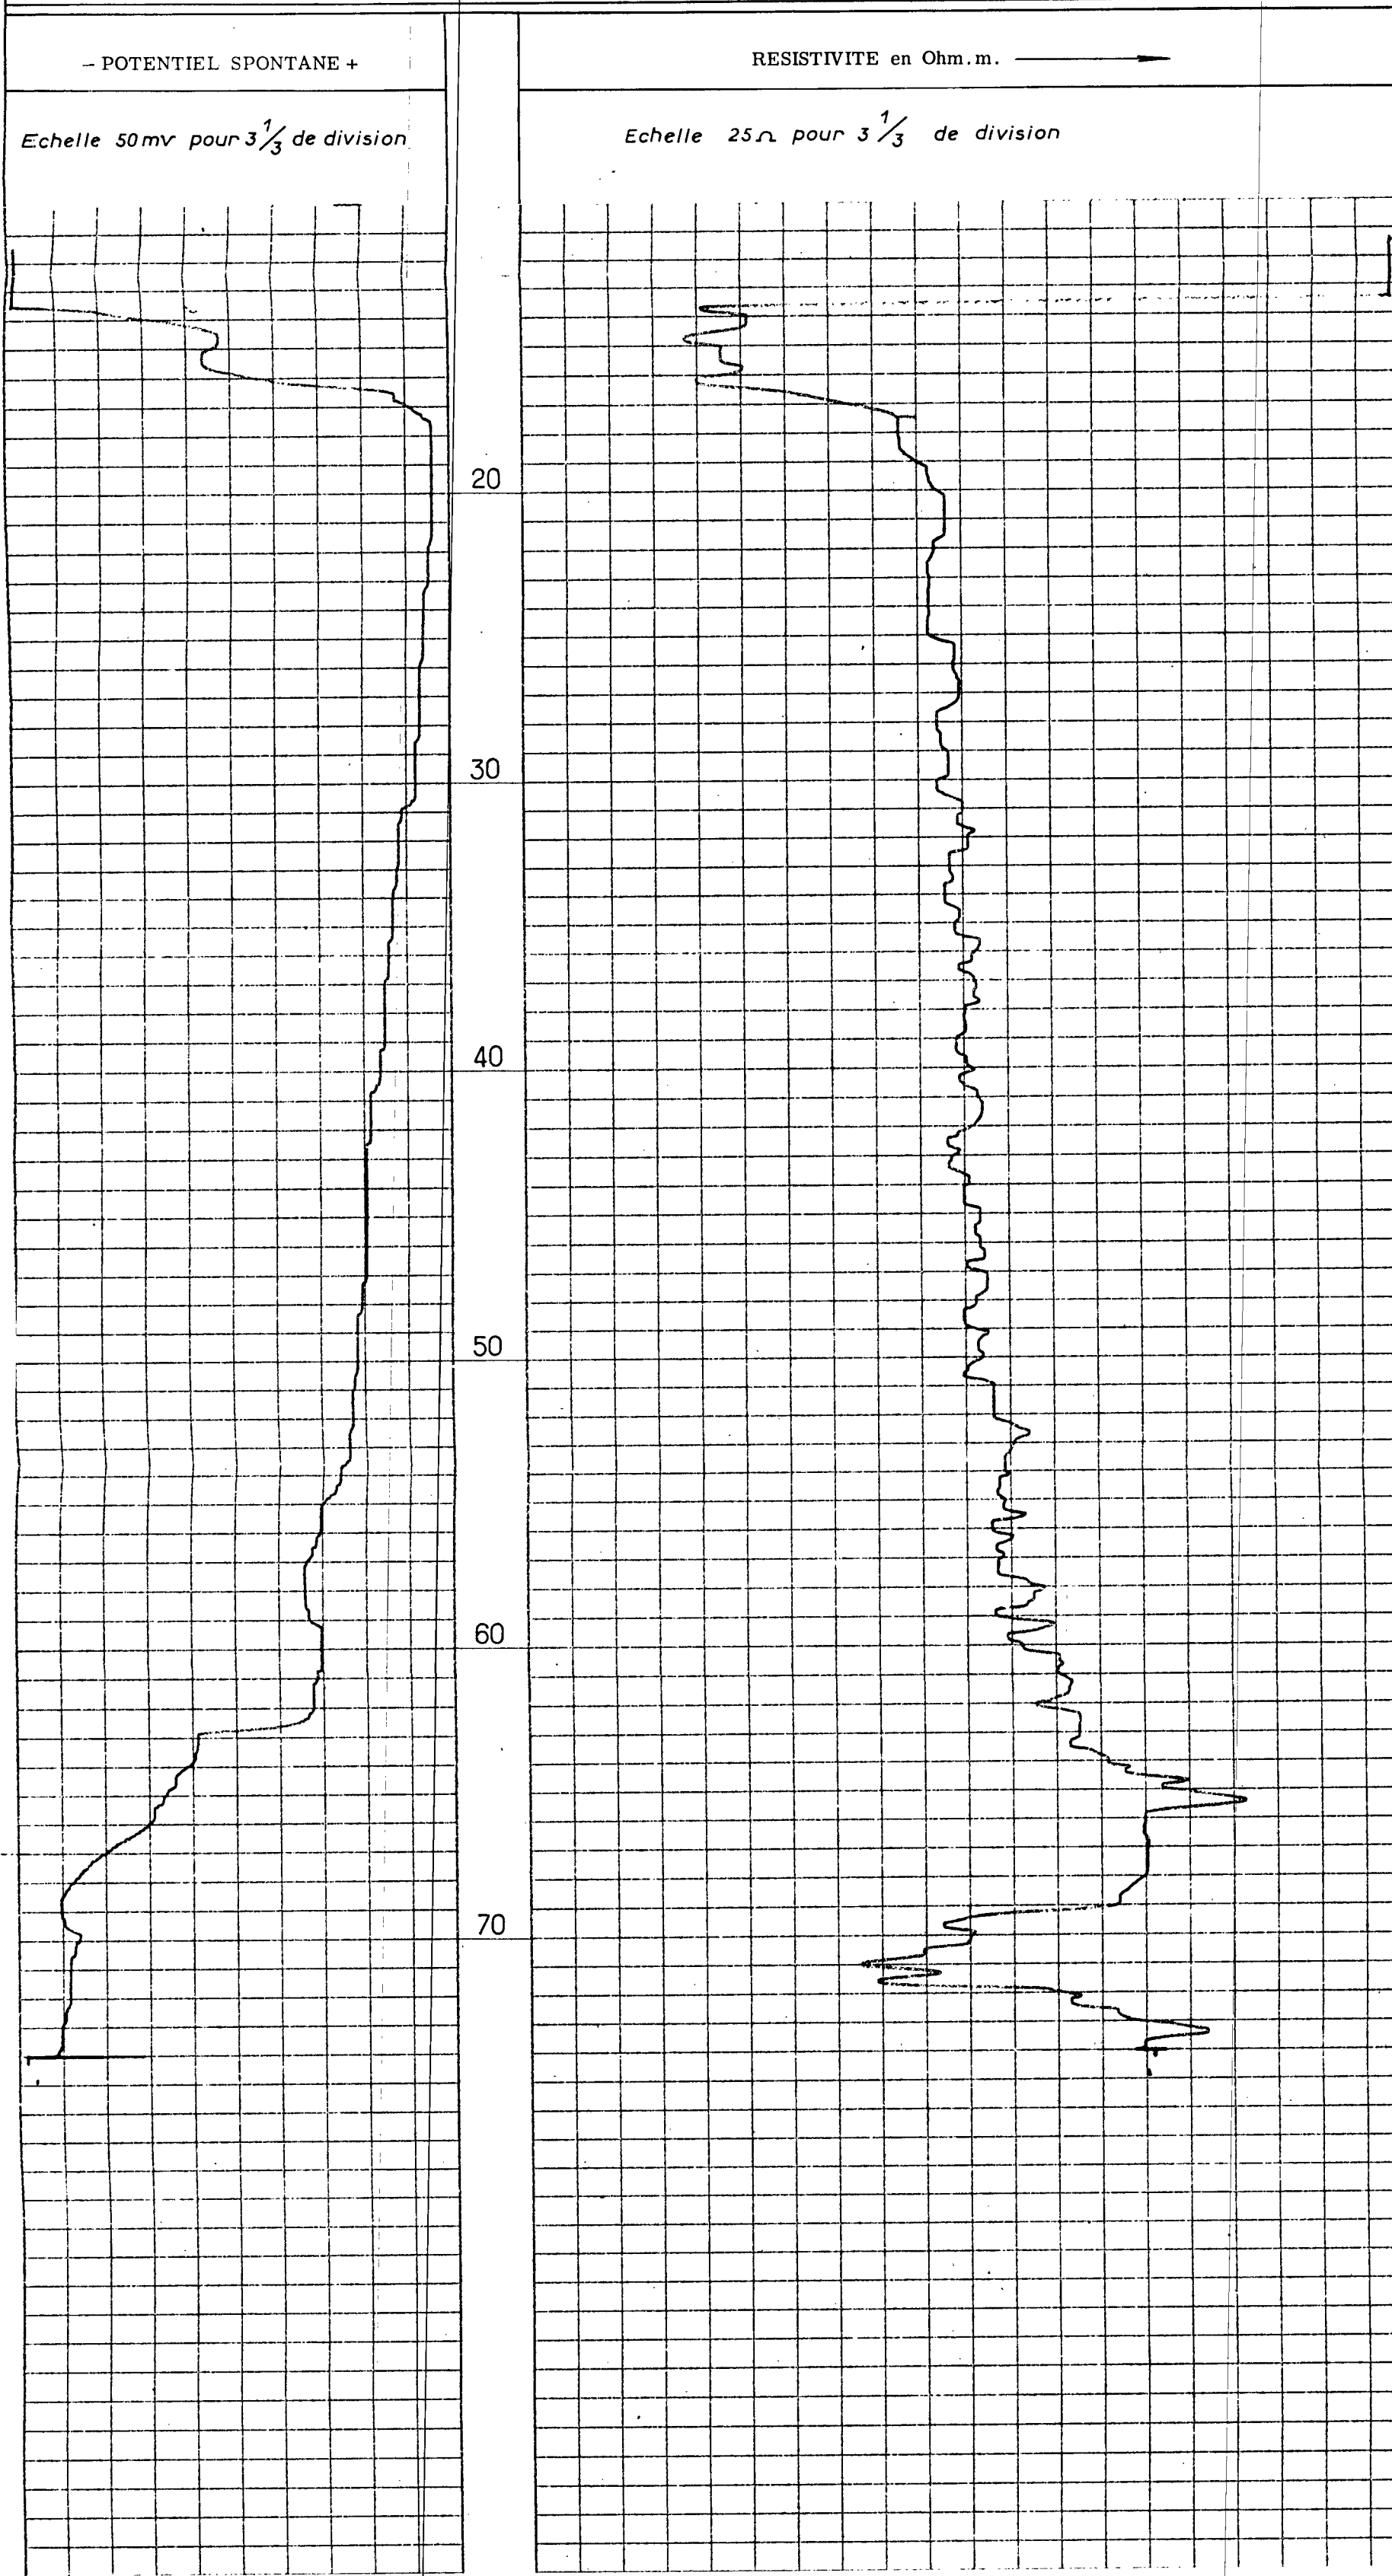 - POTENTIEL SPONTANE +
RESISTIVITE en Ohm.m.
Echelle 50mv pour 3 1/3 de division
Echelle 25Ω pour 3 1/3 de division
20
30
40
50
60
70